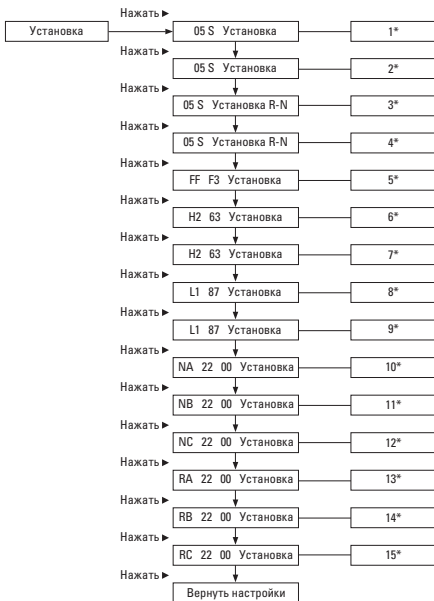 Нажать ►
Установка
05 S Установка
1*
Нажать ►
05 S Установка
2*
Нажать ►
05 S Установка R-N
3*
Нажать ►
05 S Установка R-N
4*
Нажать ►
FF F3 Установка
5*
Нажать ►
H2 63 Установка
6*
Нажать ►
H2 63 Установка
7*
Нажать ►
L1 87 Установка
8*
Нажать ►
L1 87 Установка
9*
Нажать ►
NA 22 00 Установка
10*
Нажать ►
NB 22 00 Установка
11*
Нажать ►
NC 22 00 Установка
12*
Нажать ►
RA 22 00 Установка
13*
Нажать ►
RB 22 00 Установка
14*
Нажать ►
RC 22 00 Установка
15*
Нажать ►
Вернуть настройки